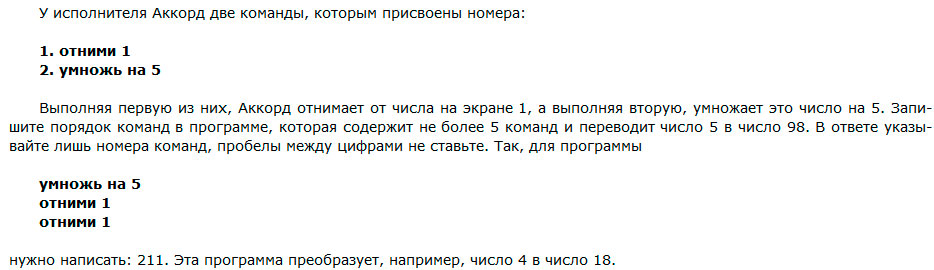 У исполнителя Аккорд две команды, которым присвоены номера:
1. отними 1
2. умножь на 5
Выполняя первую из них, Аккорд отнимает от числа на экране 1, а выполняя вторую, умножает это число на 5. Запи-
шите порядок команд в программе, которая содержит не более 5 команд и переводит число 5 в число 98. В ответе указы-
вайте лишь номера команд, пробелы между цифрами не ставьте. Так, для программы
умножь на 5
отними 1
отними 1
нужно написать: 211. Эта программа преобразует, например, число 4 в число 18.